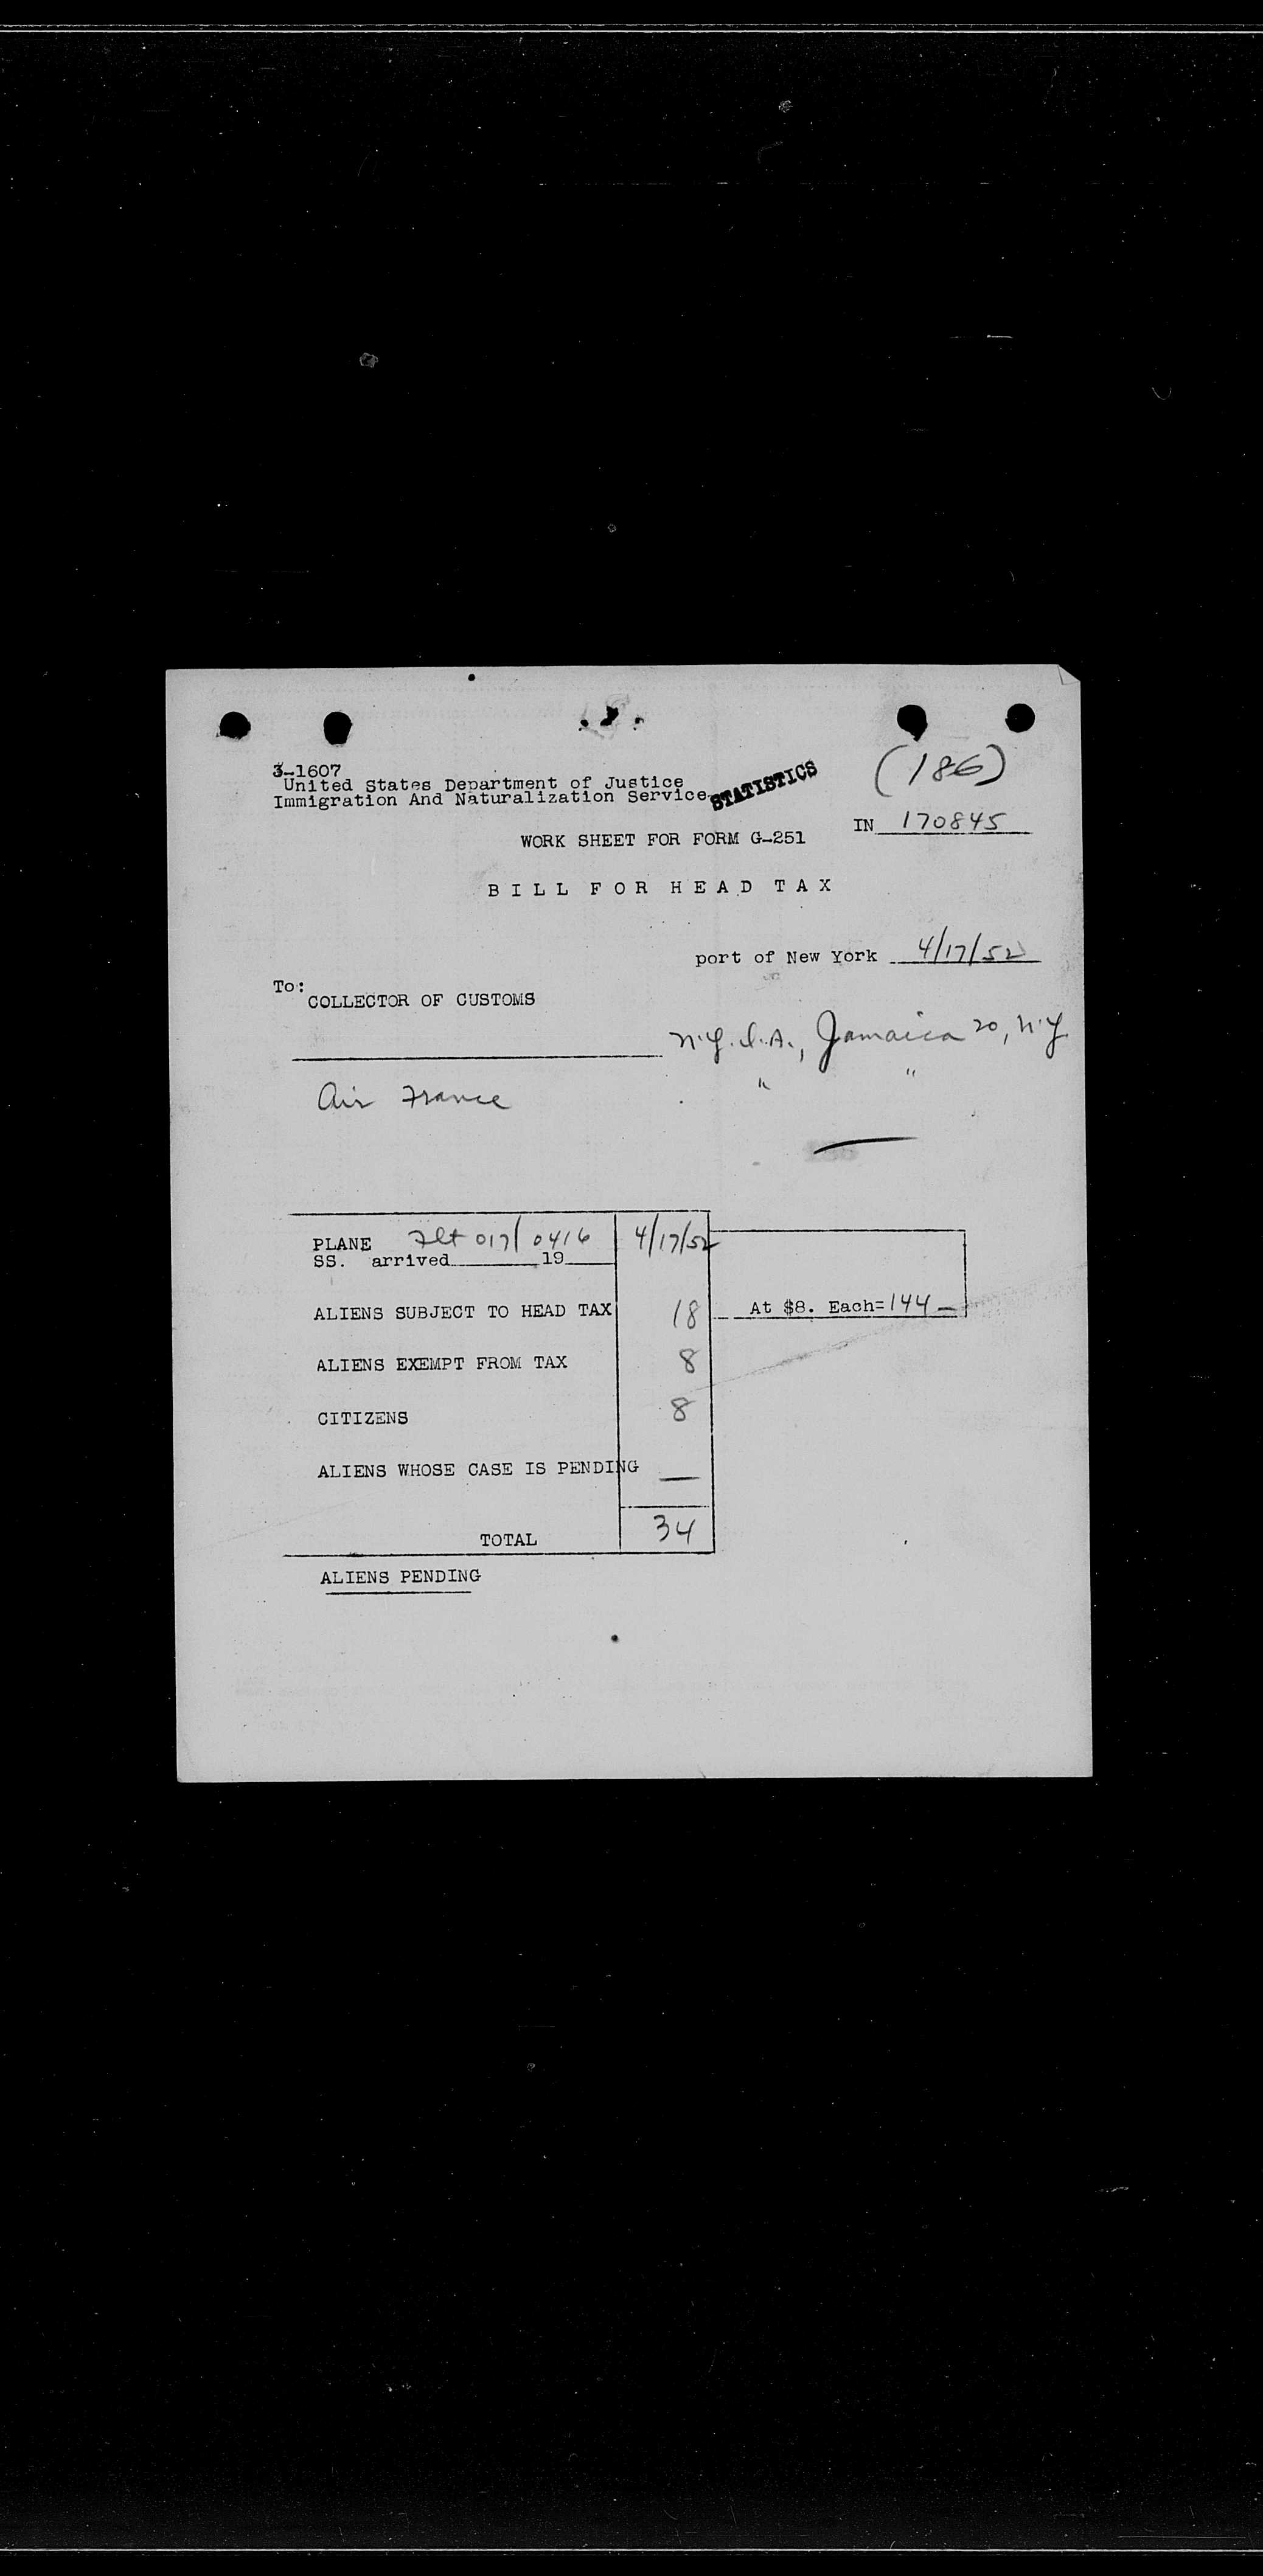 3-1607
United States Department of Justice
Immigration And Naturalization Service
STATISTICS
(186)
IN 170845
WORK SHEET FOR FORM G-251
BILL FOR HEAD TAX
port of New York 4/17/52
To:
COLLECTOR OF CUSTOMS
N.Y.I.A., Jamaica 20, N.Y.
Air France " "
PLANE Flt 017/0416 4/17/52
SS. arrived 19
ALIENS SUBJECT TO HEAD TAX 18 At $8. Each=144 —
ALIENS EXEMPT FROM TAX 8
CITIZENS 8
ALIENS WHOSE CASE IS PENDING —
TOTAL 34
ALIENS PENDING